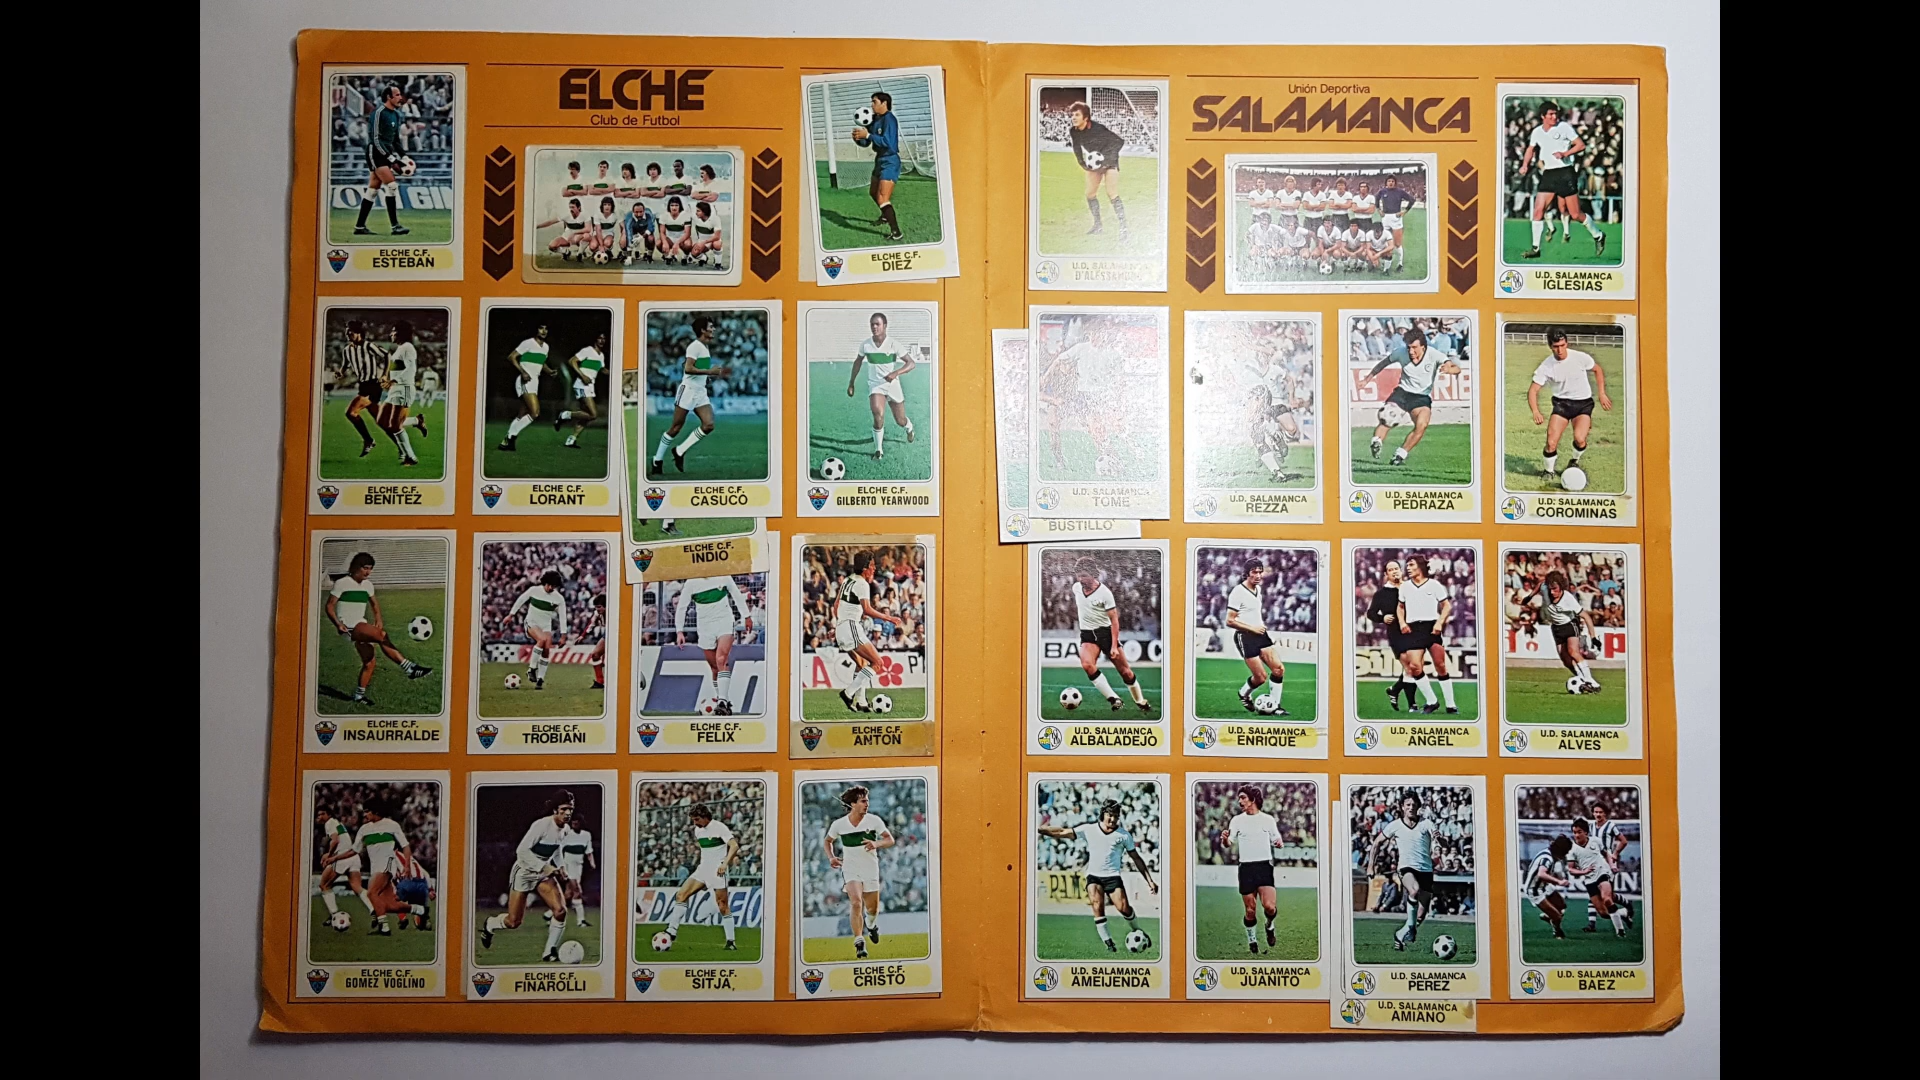 ELCHE
Club de Futbol
ELCHE C.F.
ESTEBAN
ELCHE C.F.
DIEZ
ELCHE C.F.
BENITEZ
ELCHE C.F.
LORANT
ELCHE C.F.
CASUCO
ELCHE C.F.
GILBERTO YEARWOOD
ELCHE C.F.
INDIO
ELCHE C.F.
INSAURRALDE
ELCHE C.F.
TROBIANI
ELCHE C.F.
FELIX
ELCHE C.F.
ANTON
ELCHE C.F.
GOMEZ VOGLINO
ELCHE C.F.
FINAROLLI
ELCHE C.F.
SITJA
ELCHE C.F.
CRISTO
Unión Deportiva
SALAMANCA
U.D. SALAMANCA
U.D. SALAMANCA
IGLESIAS
U.D. SALAMANCA
TOME
BUSTILLO
U.D. SALAMANCA
REZZA
U.D. SALAMANCA
PEDRAZA
U.D. SALAMANCA
COROMINAS
U.D. SALAMANCA
ALBALADEJO
U.D. SALAMANCA
ENRIQUE
U.D. SALAMANCA
ANGEL
U.D. SALAMANCA
ALVES
U.D. SALAMANCA
AMEIJENDA
U.D. SALAMANCA
JUANITO
U.D. SALAMANCA
PEREZ
U.D. SALAMANCA
AMIANO
U.D. SALAMANCA
BAEZ